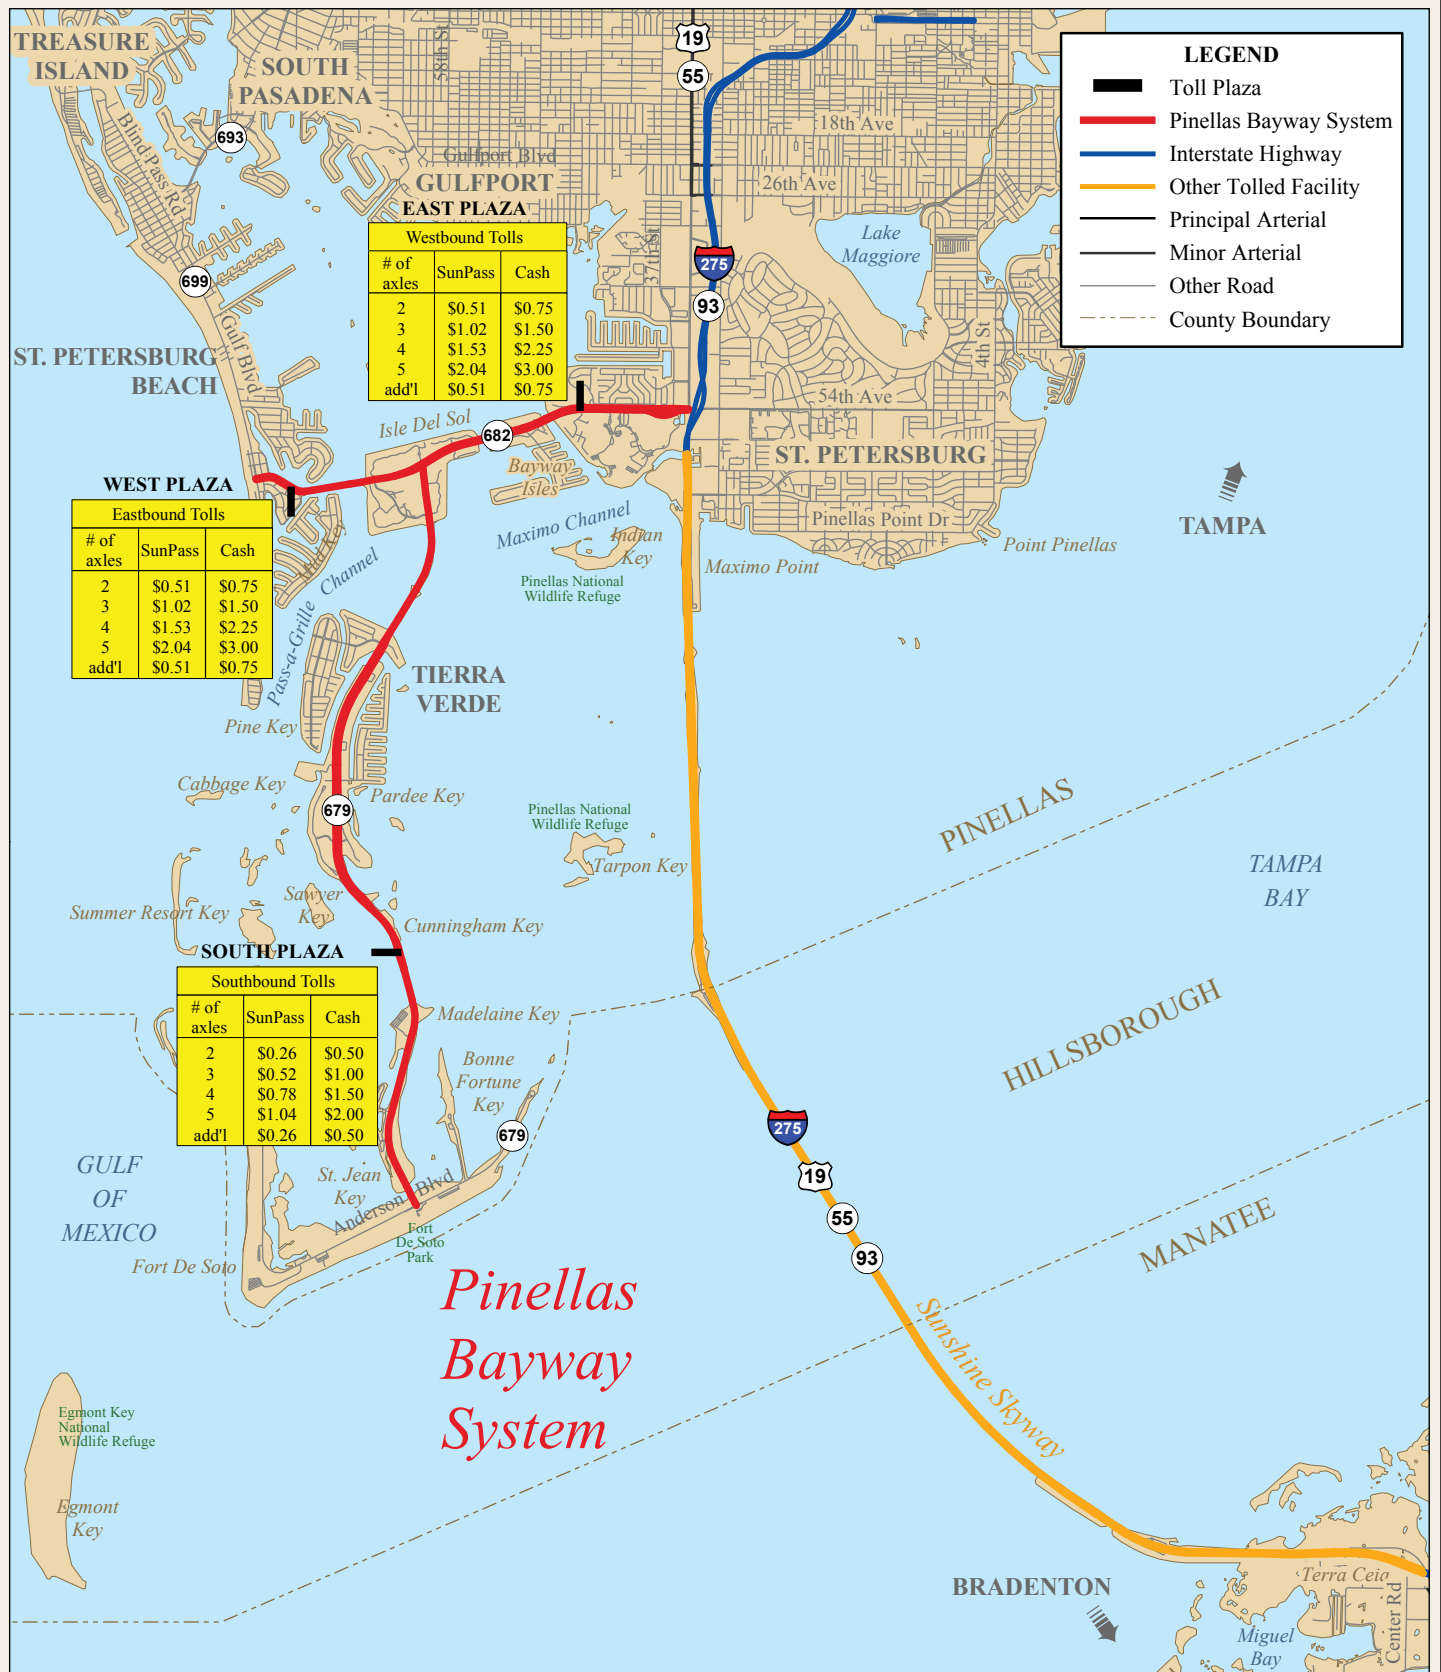 TREASURE
ISLAND
SOUTH
PASADENA
58th St
19
55
693
Blind Pass Rd
18th Ave
Gulfport Blvd
GULFPORT
26th Ave
37th St
Lake
Maggiore
275
93
4th St
699
Gulf Blvd
ST. PETERSBURG
BEACH
LEGEND
Toll Plaza
Pinellas Bayway System
Interstate Highway
Other Tolled Facility
Principal Arterial
Minor Arterial
Other Road
County Boundary
EAST PLAZA
Westbound Tolls
# of axles SunPass Cash
2 $0.51 $0.75
3 $1.02 $1.50
4 $1.53 $2.25
5 $2.04 $3.00
add'l $0.51 $0.75
54th Ave
Isle Del Sol
682
Bayway
Isles
ST. PETERSBURG
TAMPA
WEST PLAZA
Eastbound Tolls
# of axles SunPass Cash
2 $0.51 $0.75
3 $1.02 $1.50
4 $1.53 $2.25
5 $2.04 $3.00
add'l $0.51 $0.75
Mud Key
Pass-a-Grille Channel
Maximo Channel
Indian
Key
Pinellas National
Wildlife Refuge
Maximo Point
Pinellas Point Dr
Point Pinellas
TIERRA
VERDE
Pine Key
Cabbage Key
Pardee Key
679
Pinellas National
Wildlife Refuge
Tarpon Key
PINELLAS
TAMPA
BAY
Sawyer
Key
Summer Resort Key
Cunningham Key
SOUTH PLAZA
Southbound Tolls
# of axles SunPass Cash
2 $0.26 $0.50
3 $0.52 $1.00
4 $0.78 $1.50
5 $1.04 $2.00
add'l $0.26 $0.50
Madelaine Key
Bonne
Fortune
Key
679
HILLSBOROUGH
275
19
55
93
MANATEE
GULF
OF
MEXICO
St. Jean
Key
Anderson Blvd
Fort
De Soto
Park
Fort De Soto
Pinellas
Bayway
System
Sunshine Skyway
Egmont Key
National
Wildlife Refuge
Egmont
Key
BRADENTON
Terra Ceia
Center Rd
Miguel
Bay